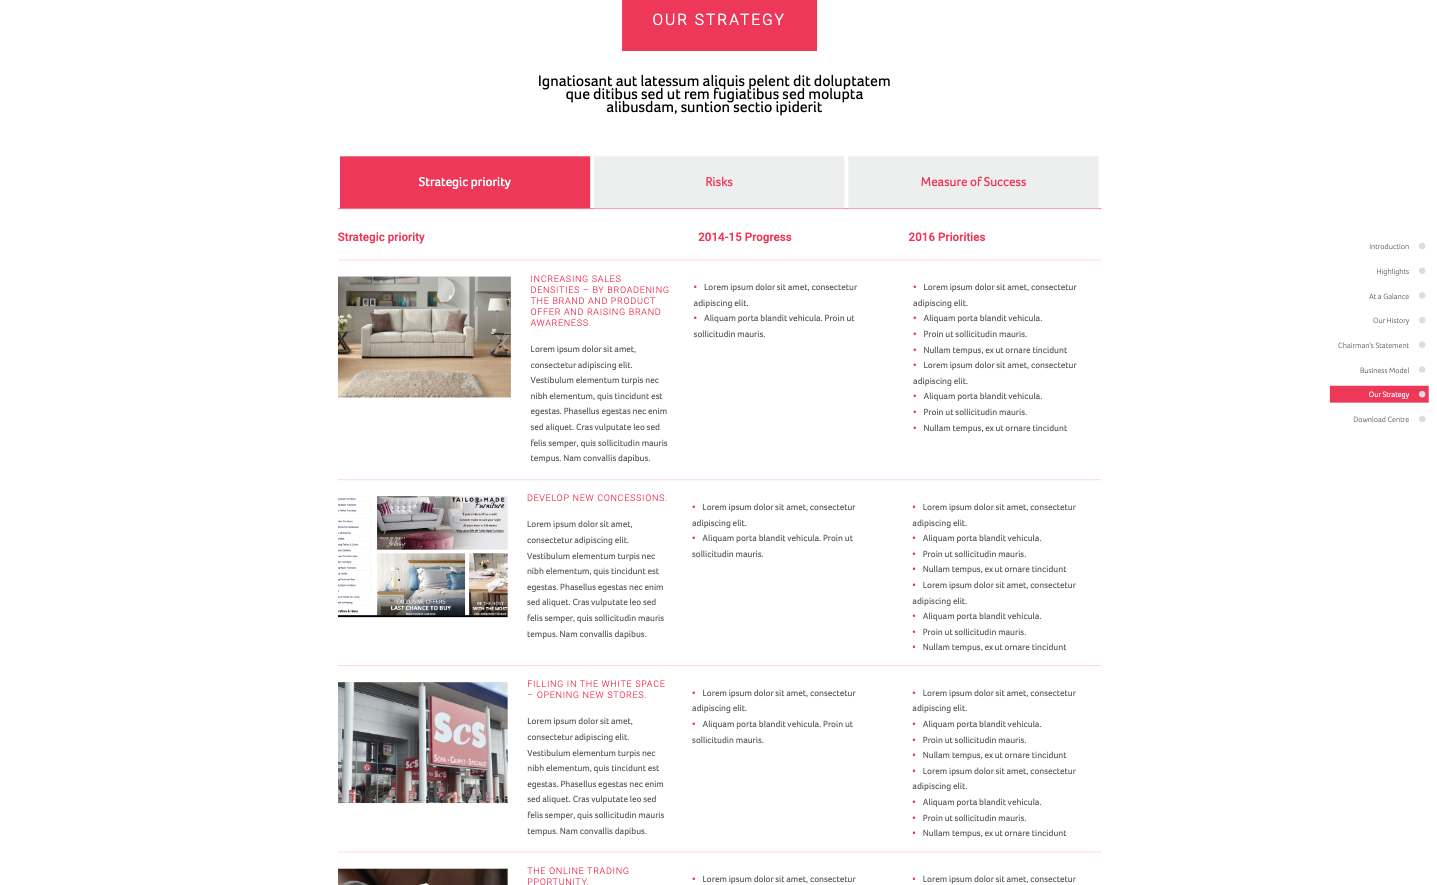 OUR STRATEGY
Ignatiosant aut latessum aliquis pelent dit doluptatem
que ditibus sed ut rem fugiatibus sed molupta
alibusdam, suntion sectio ipiderit
Strategic priority
Risks
Measure of Success
Strategic priority
2014-15 Progress
2016 Priorities
INCREASING SALES
DENSITIES – BY BROADENING
THE BRAND AND PRODUCT
OFFER AND RAISING BRAND
AWARENESS.
Lorem ipsum dolor sit amet,
consectetur adipiscing elit.
Vestibulum elementum turpis nec
nibh elementum, quis tincidunt est
egestas. Phasellus egestas nec enim
sed aliquet. Cras vulputate leo sed
felis semper, quis sollicitudin mauris
tempus. Nam convallis dapibus.
• Lorem ipsum dolor sit amet, consectetur
adipiscing elit.
• Aliquam porta blandit vehicula. Proin ut
sollicitudin mauris.
• Lorem ipsum dolor sit amet, consectetur
adipiscing elit.
• Aliquam porta blandit vehicula.
• Proin ut sollicitudin mauris.
• Nullam tempus, ex ut ornare tincidunt
• Lorem ipsum dolor sit amet, consectetur
adipiscing elit.
• Aliquam porta blandit vehicula.
• Proin ut sollicitudin mauris.
• Nullam tempus, ex ut ornare tincidunt
TAILOR-MADE
Furniture
EXCLUSIVE OFFERS
LAST CHANCE TO BUY
BE THE HOST
WITH THE MOST
DEVELOP NEW CONCESSIONS.
Lorem ipsum dolor sit amet,
consectetur adipiscing elit.
Vestibulum elementum turpis nec
nibh elementum, quis tincidunt est
egestas. Phasellus egestas nec enim
sed aliquet. Cras vulputate leo sed
felis semper, quis sollicitudin mauris
tempus. Nam convallis dapibus.
• Lorem ipsum dolor sit amet, consectetur
adipiscing elit.
• Aliquam porta blandit vehicula. Proin ut
sollicitudin mauris.
• Lorem ipsum dolor sit amet, consectetur
adipiscing elit.
• Aliquam porta blandit vehicula.
• Proin ut sollicitudin mauris.
• Nullam tempus, ex ut ornare tincidunt
• Lorem ipsum dolor sit amet, consectetur
adipiscing elit.
• Aliquam porta blandit vehicula.
• Proin ut sollicitudin mauris.
• Nullam tempus, ex ut ornare tincidunt
ScS
SOFA • CARPET • SPECIALIST
ScS
FILLING IN THE WHITE SPACE
– OPENING NEW STORES.
Lorem ipsum dolor sit amet,
consectetur adipiscing elit.
Vestibulum elementum turpis nec
nibh elementum, quis tincidunt est
egestas. Phasellus egestas nec enim
sed aliquet. Cras vulputate leo sed
felis semper, quis sollicitudin mauris
tempus. Nam convallis dapibus.
• Lorem ipsum dolor sit amet, consectetur
adipiscing elit.
• Aliquam porta blandit vehicula. Proin ut
sollicitudin mauris.
• Lorem ipsum dolor sit amet, consectetur
adipiscing elit.
• Aliquam porta blandit vehicula.
• Proin ut sollicitudin mauris.
• Nullam tempus, ex ut ornare tincidunt
• Lorem ipsum dolor sit amet, consectetur
adipiscing elit.
• Aliquam porta blandit vehicula.
• Proin ut sollicitudin mauris.
• Nullam tempus, ex ut ornare tincidunt
THE ONLINE TRADING
PPORTUNITY.
• Lorem ipsum dolor sit amet, consectetur
• Lorem ipsum dolor sit amet, consectetur
Introduction
Highlights
At a Galance
Our History
Chairman's Statement
Business Model
Our Strategy
Download Centre